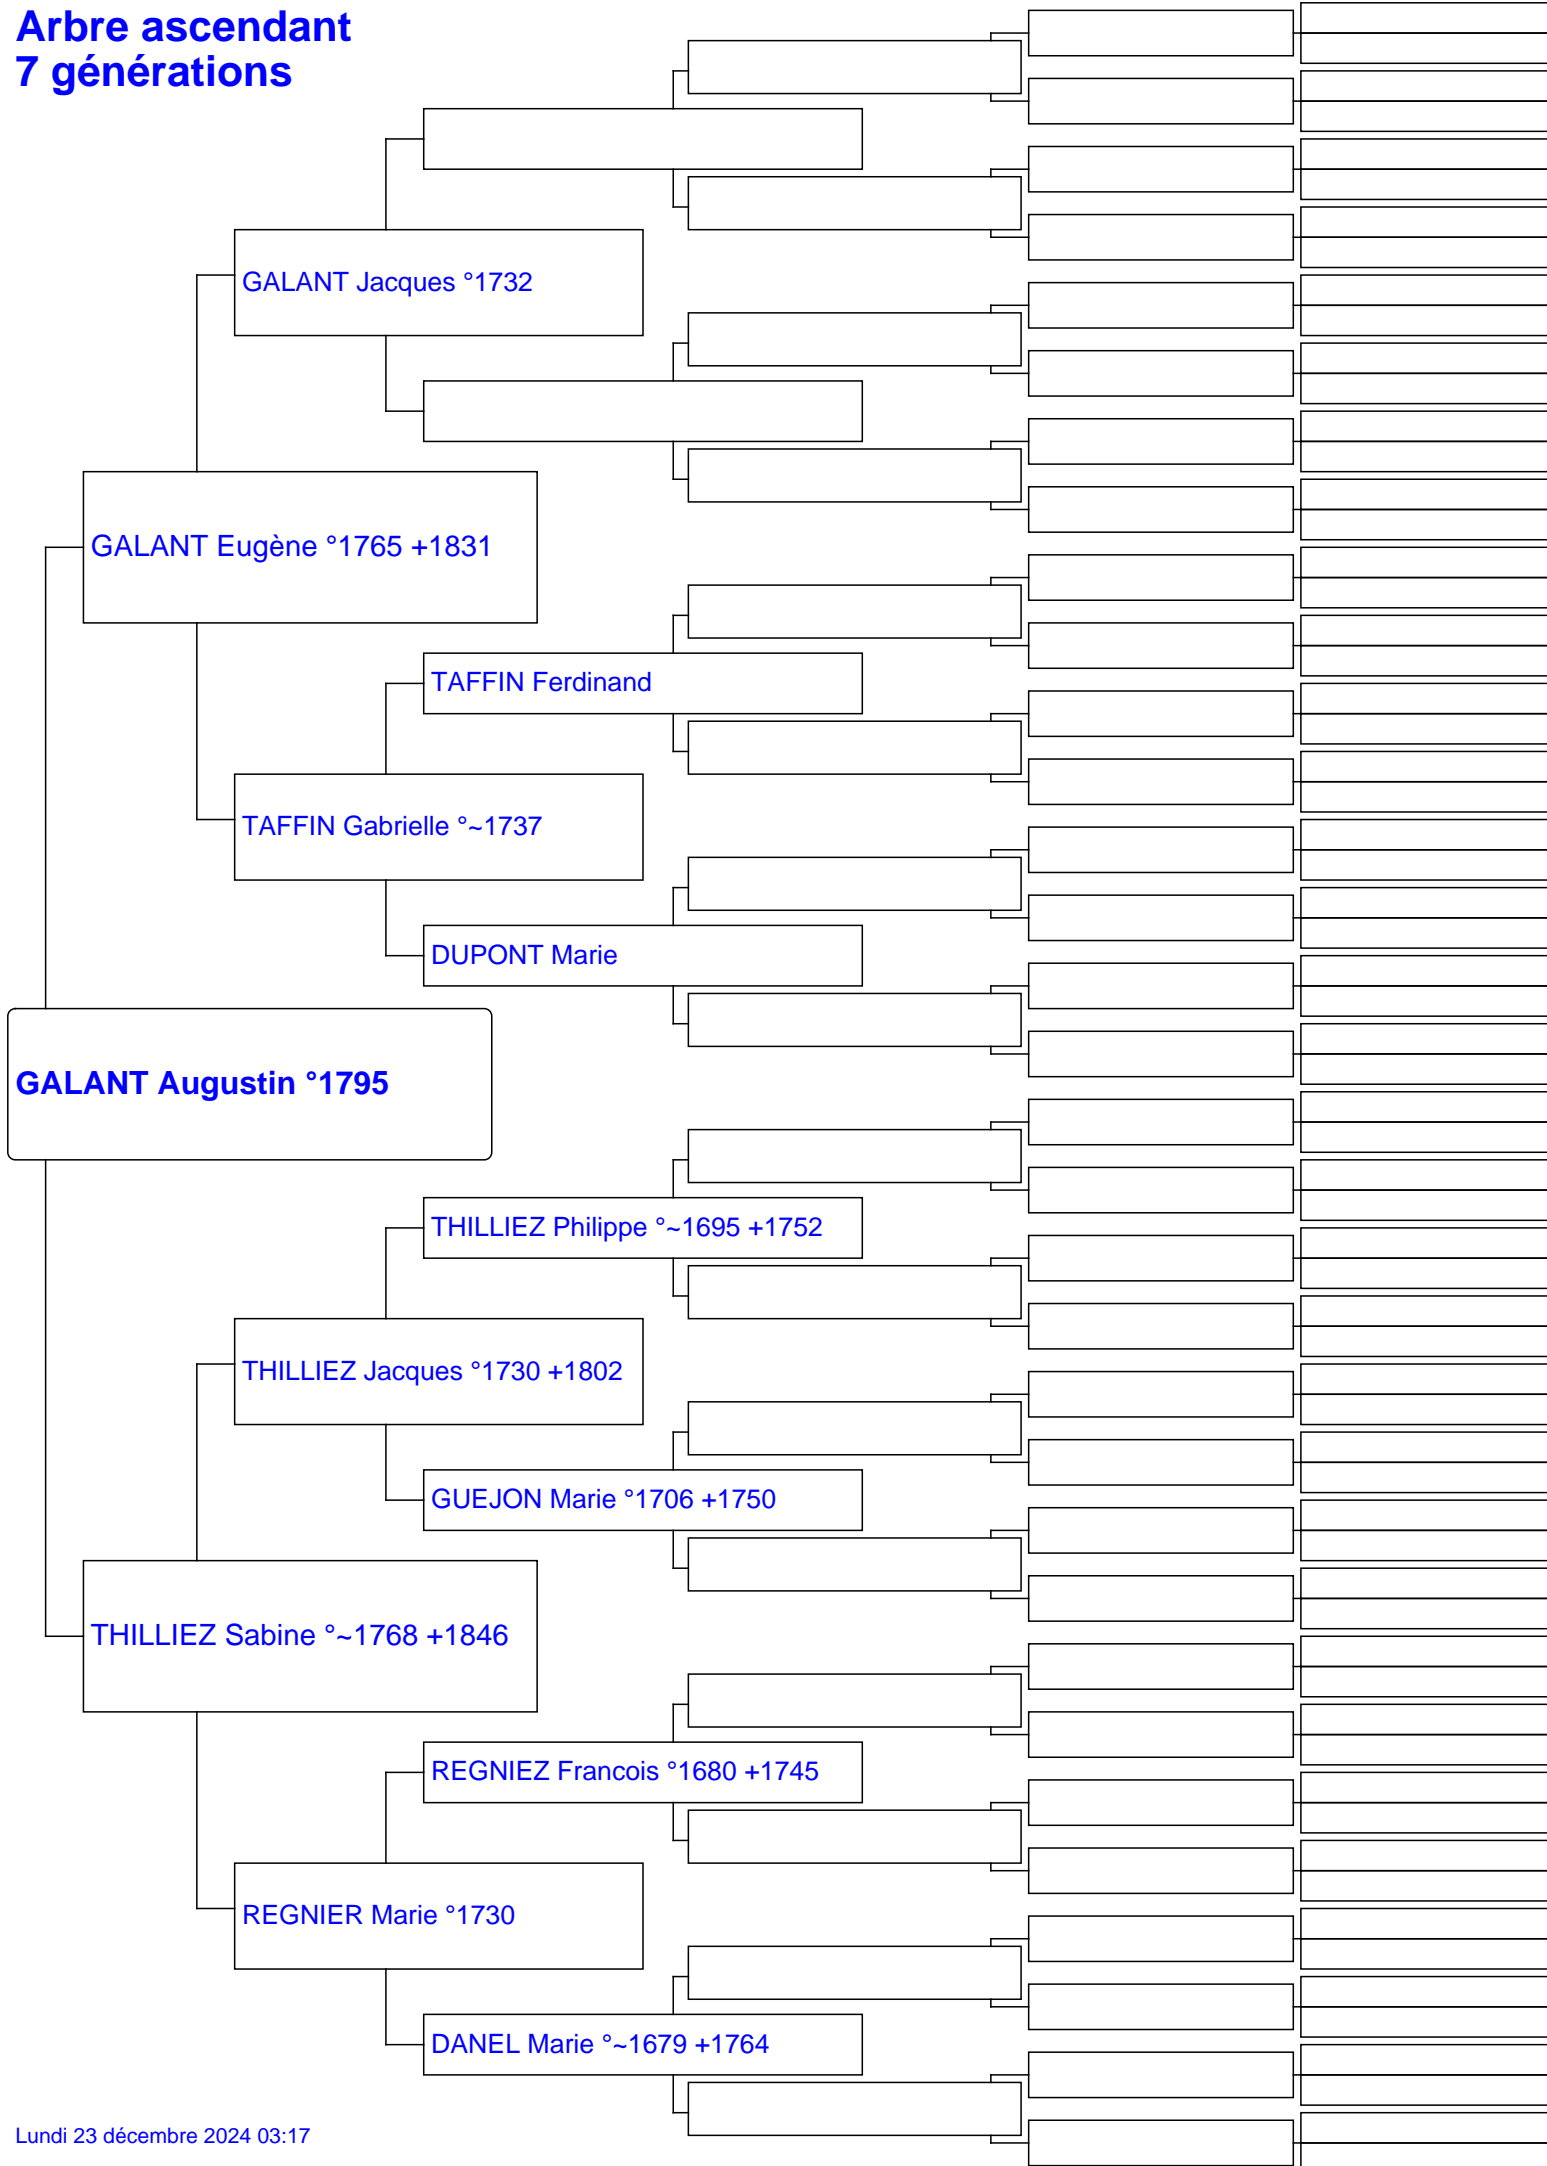 Arbre ascendant
7 générations
GALANT Jacques °1732
GALANT Eugène °1765 +1831
TAFFIN Ferdinand
TAFFIN Gabrielle °~1737
DUPONT Marie
GALANT Augustin °1795
THILLIEZ Philippe °~1695 +1752
THILLIEZ Jacques °1730 +1802
GUEJON Marie °1706 +1750
THILLIEZ Sabine °~1768 +1846
REGNIEZ Francois °1680 +1745
REGNIER Marie °1730
DANEL Marie °~1679 +1764
Lundi 23 décembre 2024 03:17